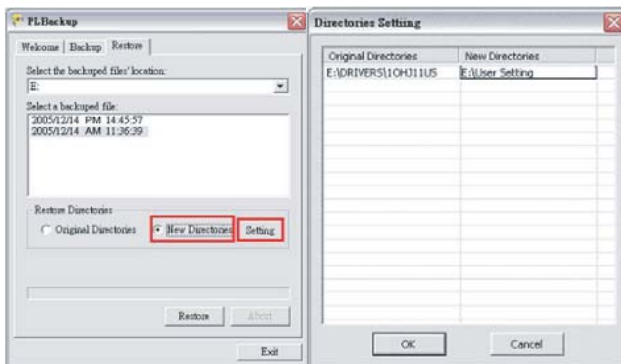 PLBackup
Welcome Backup Restore
Select the backuped files' location:
E:
Select a backuped file:
2005/12/14 PM 14:45:57
2005/12/14 AM 11:36:39
Restore Directories
Original Directories New Directories Setting
Restore Abort
Exit
Directories Settiing
Original Directories New Directories
E:\DRIVERS\1OHJ11US E:\User Setting
OK Cancel